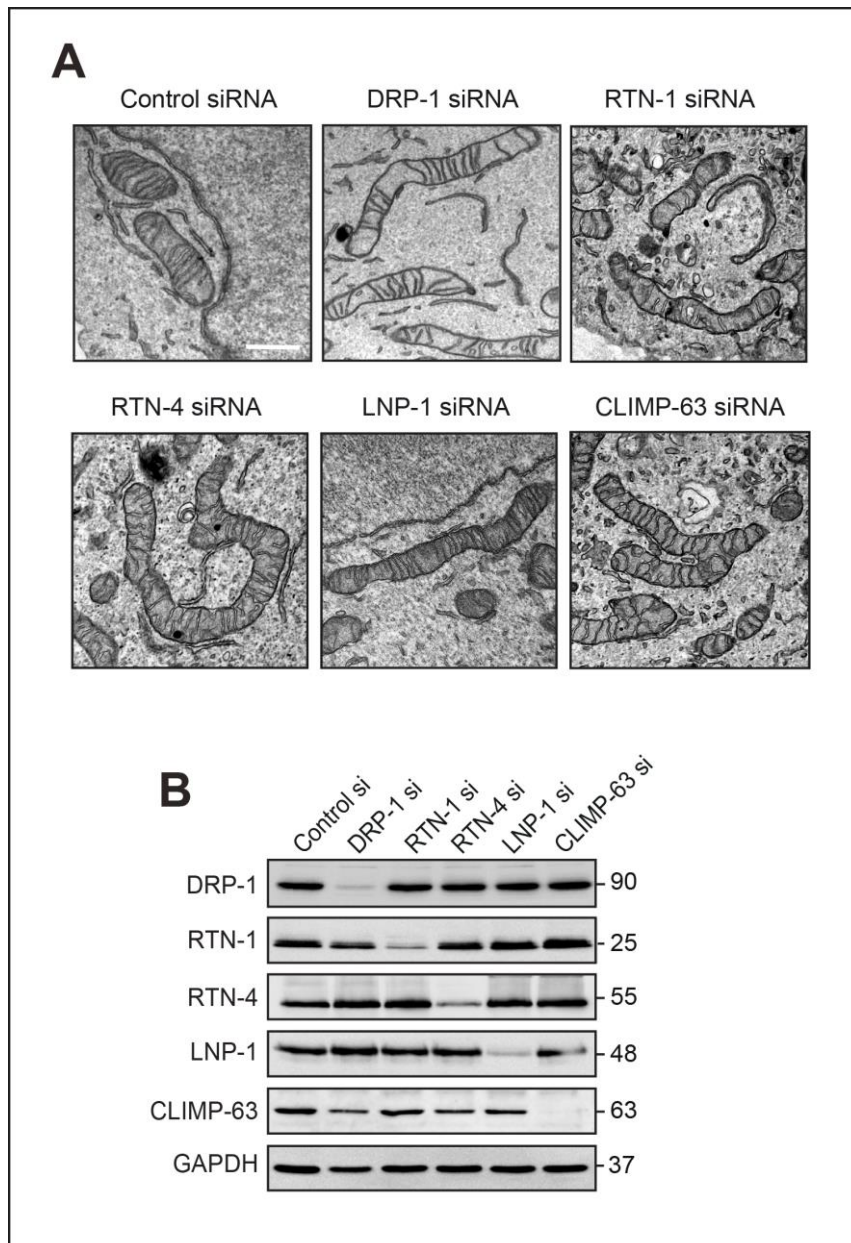 A
Control siRNA DRP-1 siRNA RTN-1 siRNA
RTN-4 siRNA LNP-1 siRNA CLIMP-63 siRNA
B
Control si DRP-1 si RTN-1 si RTN-4 si LNP-1 si CLIMP-63 si
DRP-1 90
RTN-1 25
RTN-4 55
LNP-1 48
CLIMP-63 63
GAPDH 37